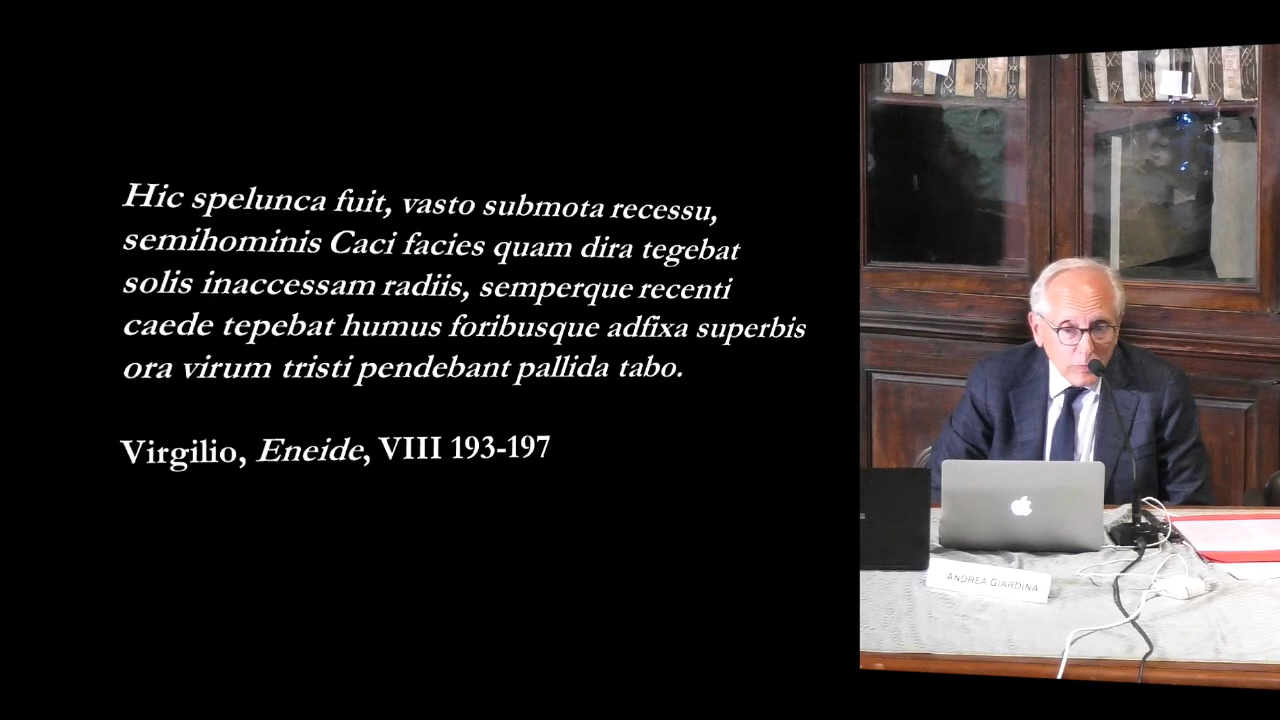 Hic spelunca fuit, vasto submota recessu,
semihominis Caci facies quam dira tegebat
solis inaccessam radiis, semperque recenti
caede tepebat humus foribusque adfixa superbis
ora virum tristi pendebant pallida tabo.
Virgilio, Eneide, VIII 193-197
ANDREA GIARDINA